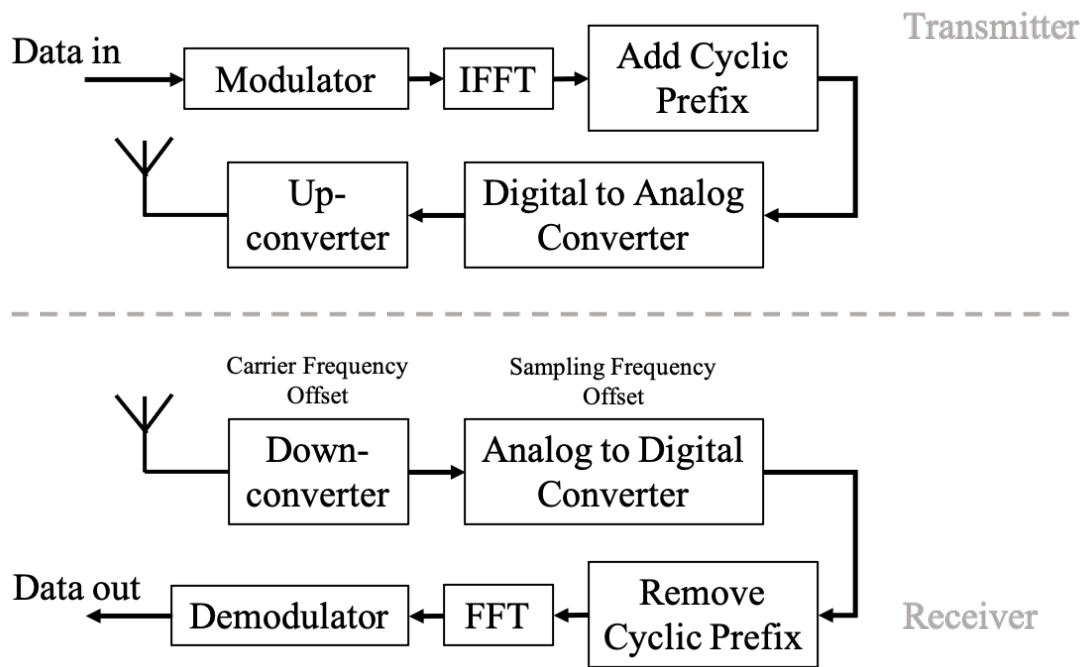 Transmitter
Data in
Modulator
IFFT
Add Cyclic
Prefix
Up-
converter
Digital to Analog
Converter
Carrier Frequency
Offset
Sampling Frequency
Offset
Down-
converter
Analog to Digital
Converter
Data out
Demodulator
FFT
Remove
Cyclic Prefix
Receiver